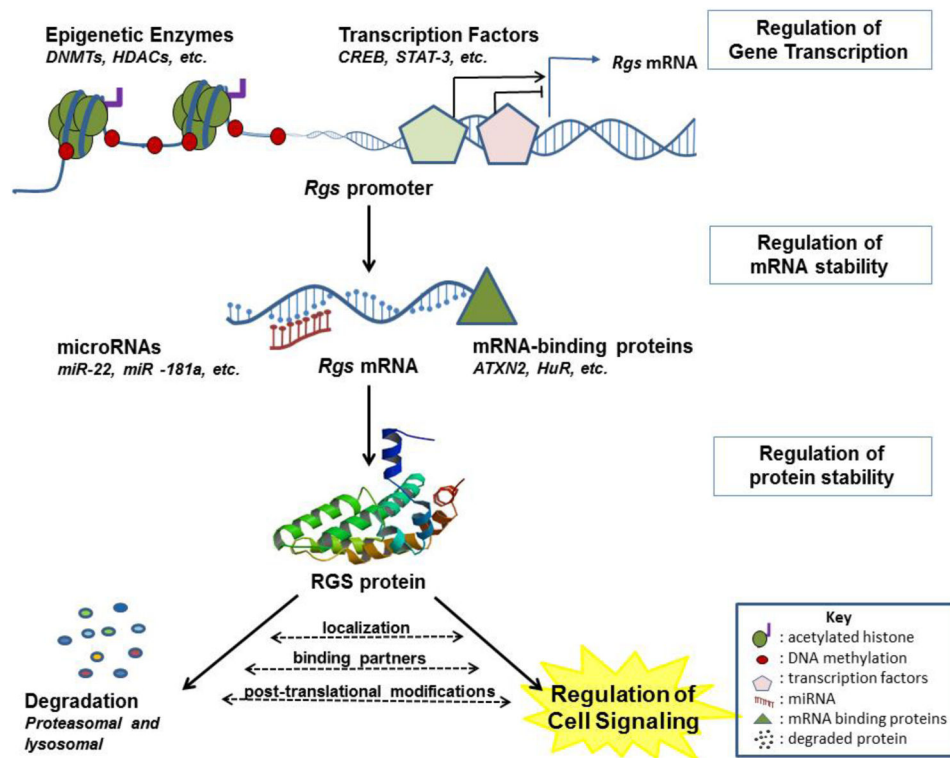 Epigenetic Enzymes
DNMTs, HDACs, etc.
Transcription Factors
CREB, STAT-3, etc.
Rgs mRNA
Regulation of
Gene Transcription
Rgs promoter
Regulation of
mRNA stability
microRNAs
miR-22, miR -181a, etc.
Rgs mRNA
mRNA-binding proteins
ATXN2, HuR, etc.
Regulation of
protein stability
RGS protein
localization
binding partners
post-translational modifications
Degradation
Proteasomal and
lysosomal
Regulation of
Cell Signaling
Key
: acetylated histone
: DNA methylation
: transcription factors
: miRNA
: mRNA binding proteins
: degraded protein